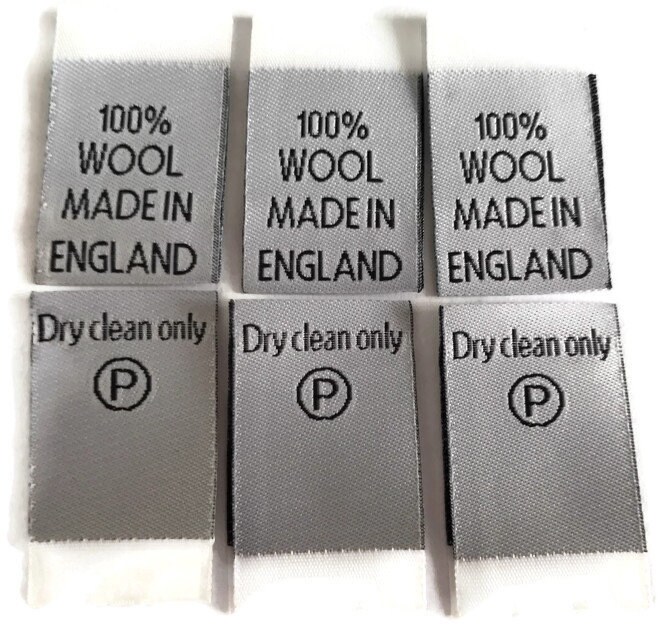 100%
WOOL
MADE IN
ENGLAND
100%
WOOL
MADE IN
ENGLAND
100%
WOOL
MADE IN
ENGLAND
Dry clean only
P
Dry clean only
P
Dry clean only
P